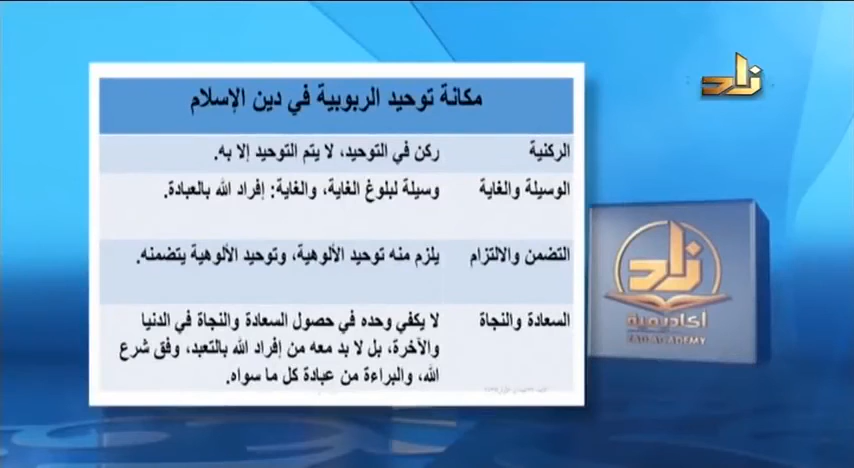 زاد
مكانة توحيد الربوبية في دين الإسلام
الركنية
ركن في التوحيد، لا يتم التوحيد إلا به.
الوسيلة والغاية
وسيلة لبلوغ الغاية، والغاية: إفراد الله بالعبادة.
التضمن والالتزام
يلزم منه توحيد الألوهية، وتوحيد الألوهية يتضمنه.
السعادة والنجاة
لا يكفي وحده في حصول السعادة والنجاة في الدنيا
والآخرة، بل لا بد معه من إفراد الله بالتعبد، وفق شرع
الله، والبراءة من عبادة كل ما سواه.
زاد
أكاديمية
ZAD ACADEMY